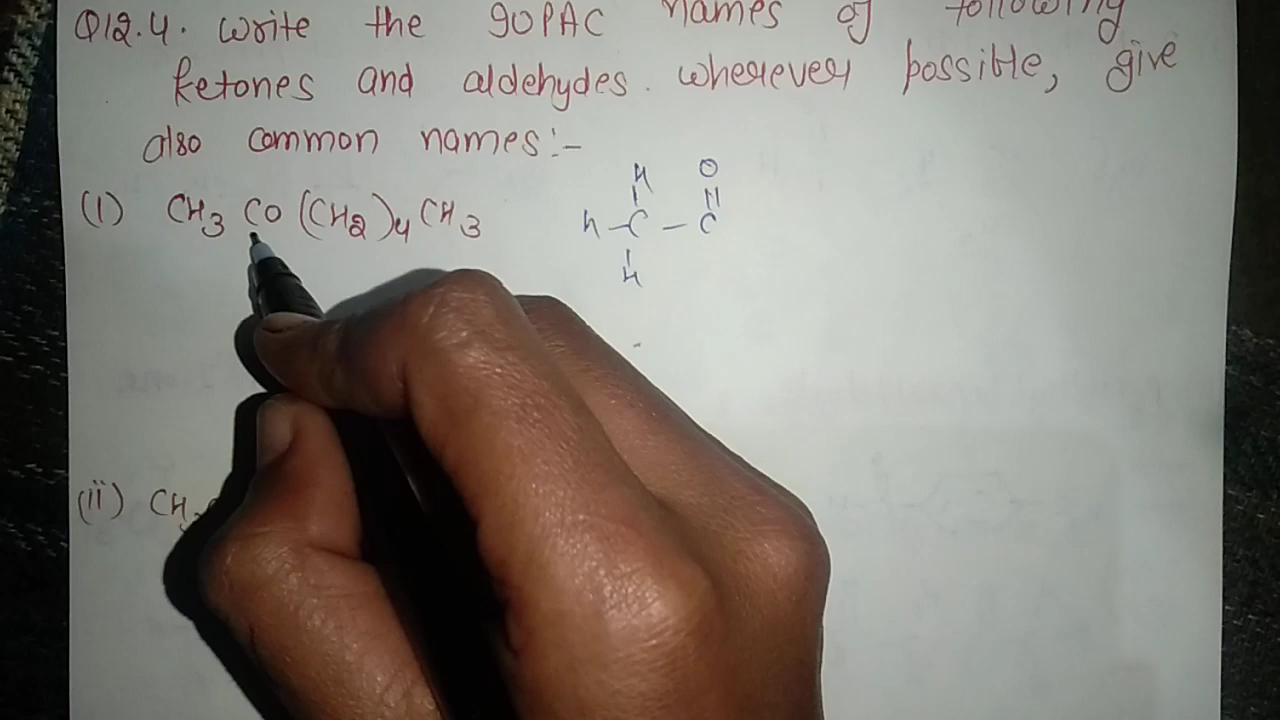 Q12.4. Write the IUPAC names of following
ketones and aldehydes. wherever possible, give
also common names:-
(1) CH3 CO (CH2)4 CH3
H O
H - C - C
H
(ii) CH